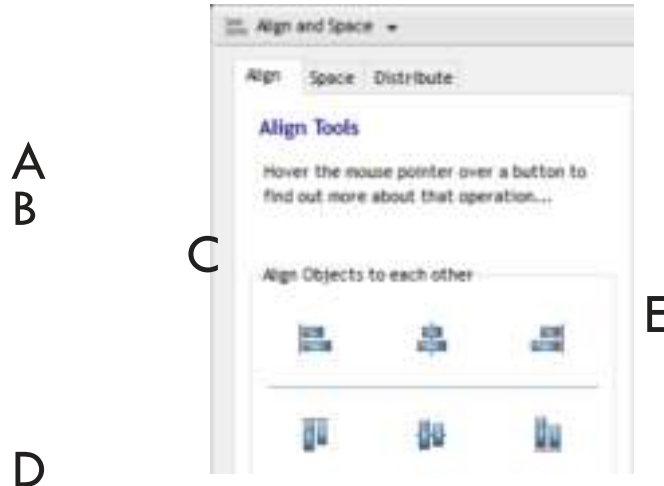 Align and Space
Align Space Distribute
Align Tools
A
Hover the mouse pointer over a button to
find out more about that operation...
B
C
Align Objects to each other
E
D